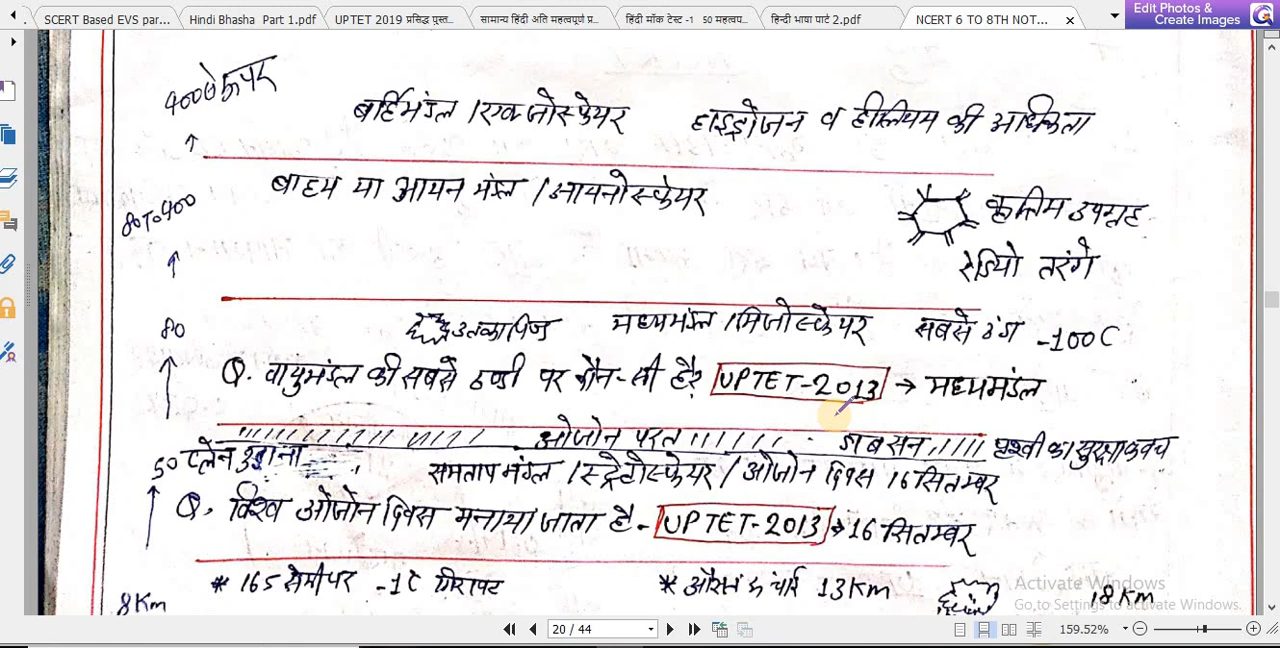 SCERT Based EVS par...
Hindi Bhasha Part 1.pdf
UPTET 2019 प्रसिद्ध पुस्त...
सामान्य हिंदी अति महत्वपूर्ण प्र...
हिंदी मॉक टेस्ट -1 50 महत्वप...
हिन्दी भाषा पार्ट 2.pdf
NCERT 6 TO 8TH NOT...
Edit Photos &
Create Images
400 के ऊपर
बर्हिमंडल / एक्जोस्फेयर हाइड्रोजन व हीलियम की अधिकता
80 To 400
बाह्य या आयन मंडल / आयनोस्फेयर
कृत्रिम उपग्रह
रेडियो तरंगे
80 उल्कापिंड मध्यमंडल / मिजोस्फेयर सबसे ठंडा -100C
Q. वायुमंडल की सबसे ठण्डी परत कौन-सी है? UPTET-2013 → मध्यमंडल
ओजोन परत पृथ्वी का सुरक्षा कवच
50 प्लेन उड़ाना समताप मंडल / स्ट्रेटोस्फेयर / ओजोन दिवस 16 सितम्बर
Q. विश्व ओजोन दिवस मनाया जाता है - UPTET-2013 → 16 सितम्बर
* 165 मीटर पर -1℃ गिरावट * औसत ऊंचाई 13 Km
8 Km 18 Km
Activate Windows
Go to Settings to activate Windows.
20 / 44
159.52%